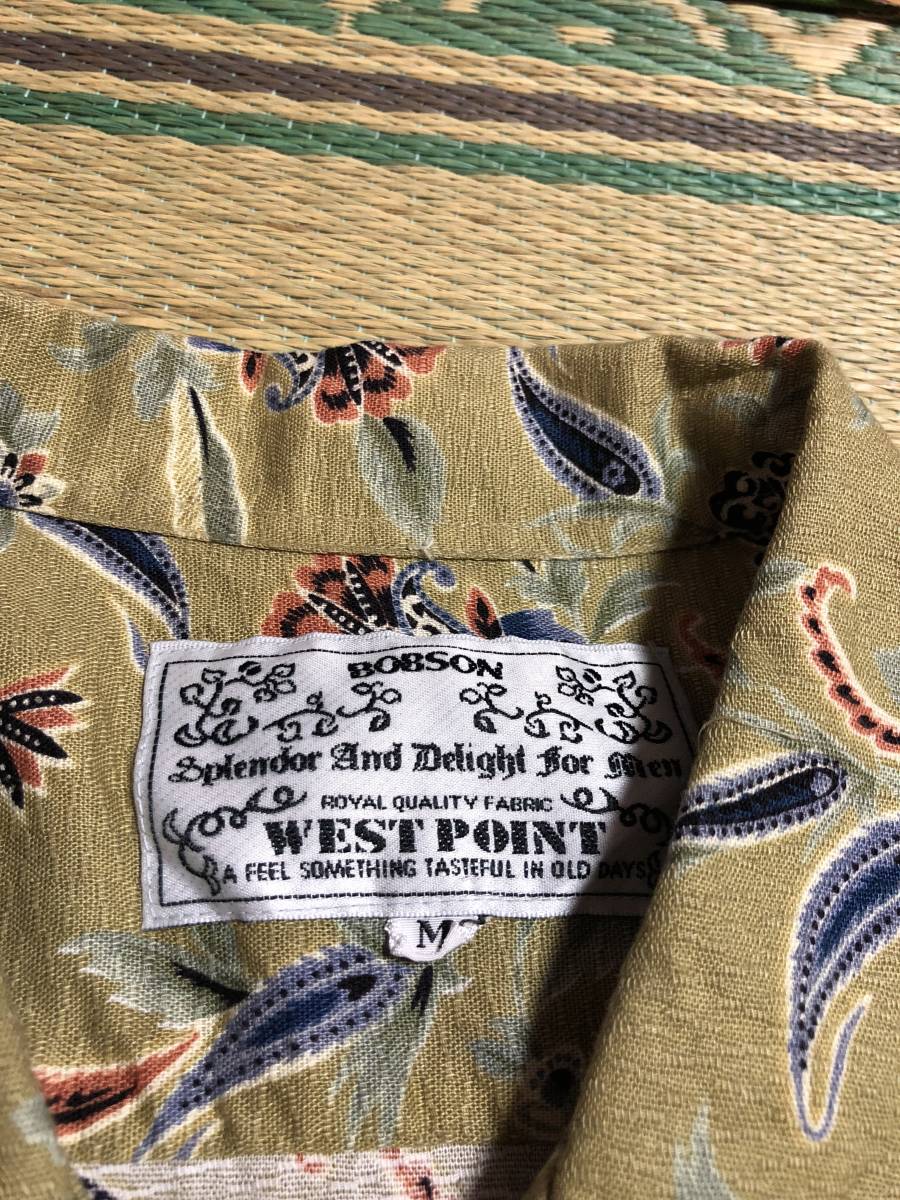 BOBSON
Splendor And Delight For Men
ROYAL QUALITY FABRIC
WEST POINT
A FEEL SOMETHING TASTEFUL IN OLD DAYS
M